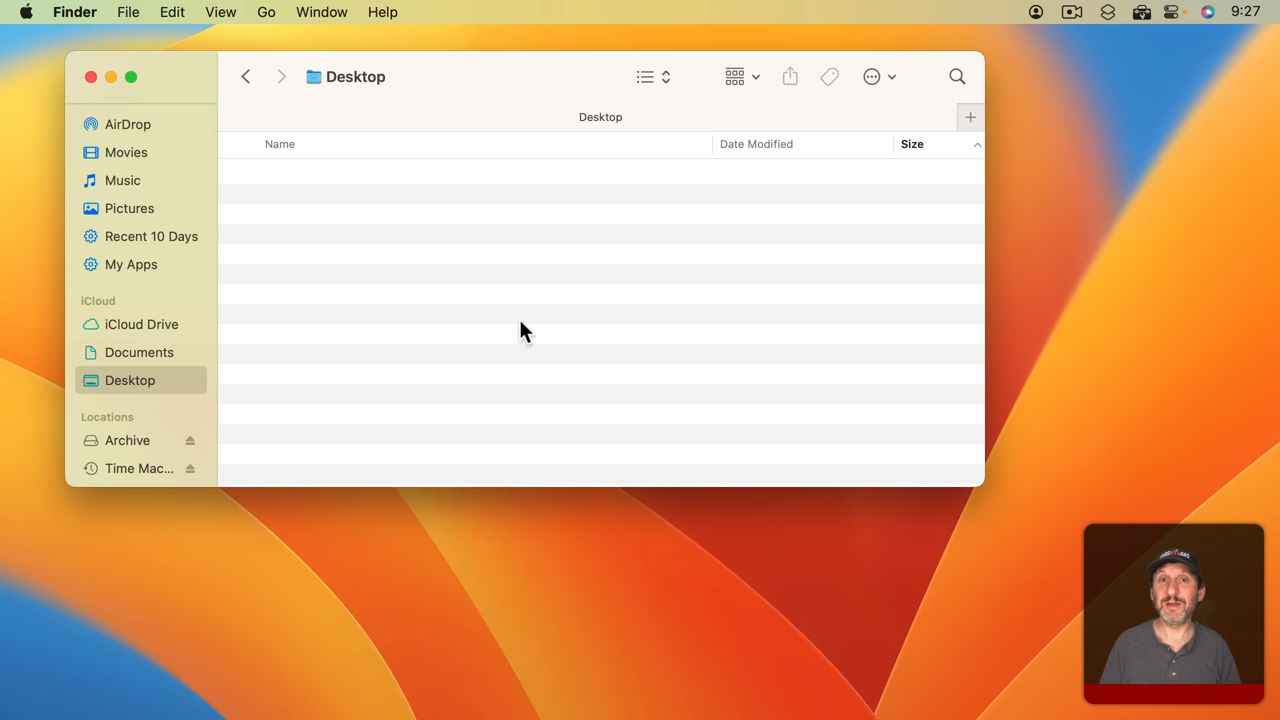 Finder File Edit View Go Window Help 9:27
Desktop
Desktop
Name Date Modified Size
AirDrop
Movies
Music
Pictures
Recent 10 Days
My Apps
iCloud
iCloud Drive
Documents
Desktop
Locations
Archive
Time Mac...